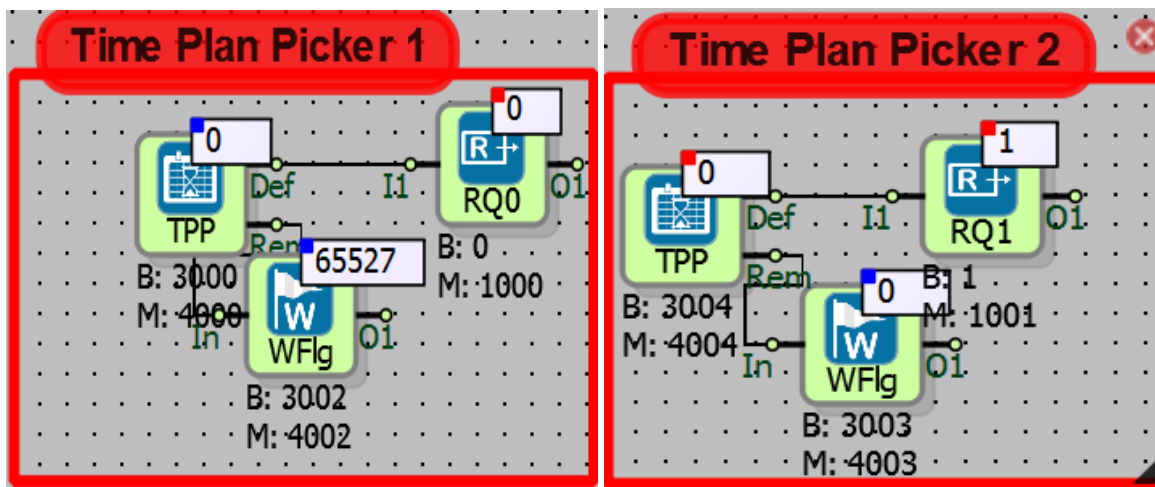 Time Plan Picker 1
0
0
Def
I1
O1
TPP
RQ0
Rem
65527
B: 0
B: 3000
M: 1000
M: 4000
In
O1
WFlg
B: 3002
M: 4002
Time Plan Picker 2
1
0
Def
I1
O1
RQ1
TPP
Rem
0
B: 1
B: 3004
M: 1001
M: 4004
In
O1
WFlg
B: 3003
M: 4003